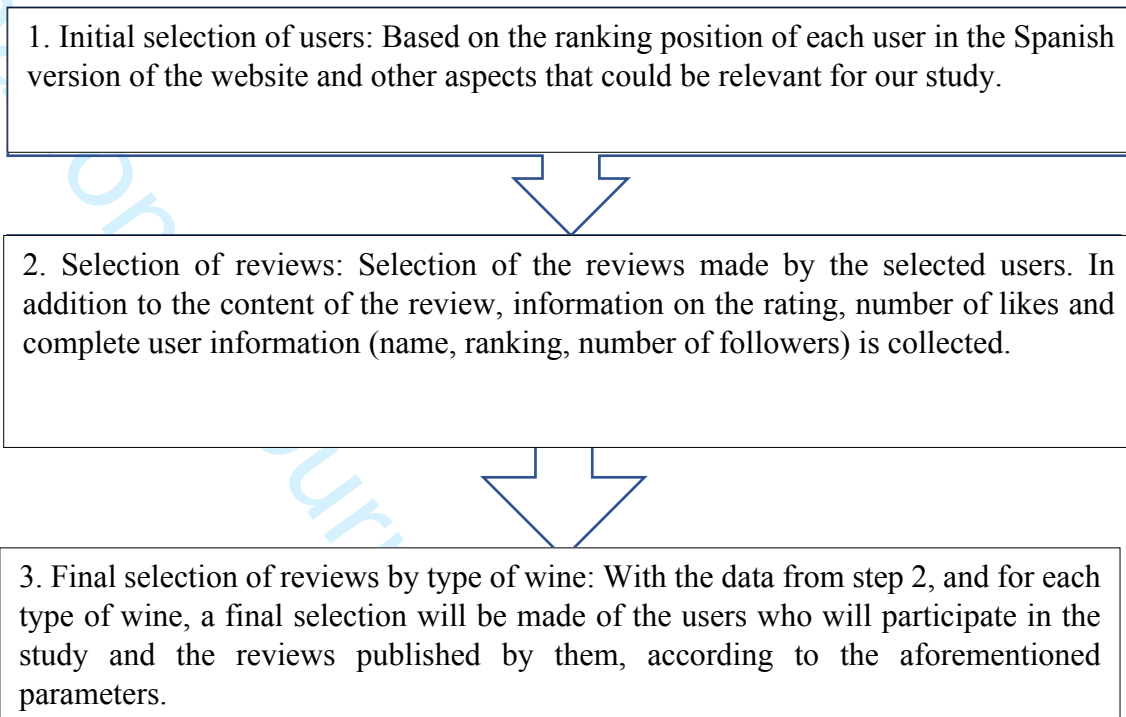 1. Initial selection of users: Based on the ranking position of each user in the Spanish
version of the website and other aspects that could be relevant for our study.
2. Selection of reviews: Selection of the reviews made by the selected users. In
addition to the content of the review, information on the rating, number of likes and
complete user information (name, ranking, number of followers) is collected.
3. Final selection of reviews by type of wine: With the data from step 2, and for each
type of wine, a final selection will be made of the users who will participate in the
study and the reviews published by them, according to the aforementioned
parameters.